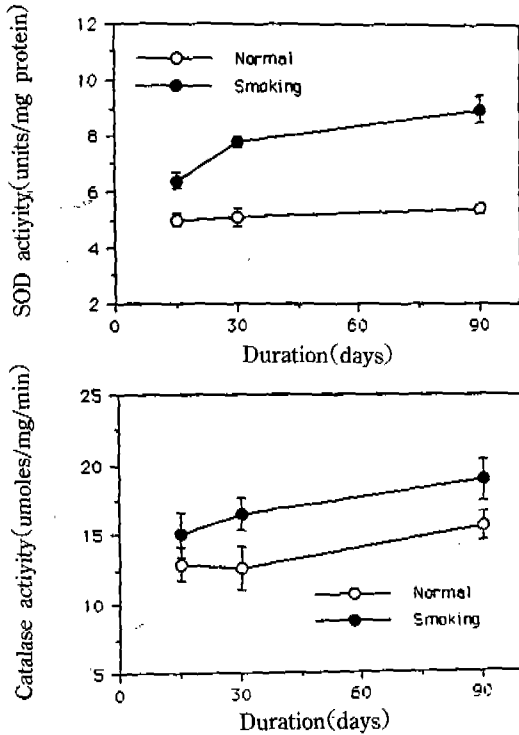 SOD actiyity(units/mg protein)
12
10
8
6
4
2
Normal
Smoking
0
30
60
90
Duration(days)
Catalase activity(umoles/mg/min)
25
20
15
10
5
Normal
Smoking
0
30
60
90
Duration(days)